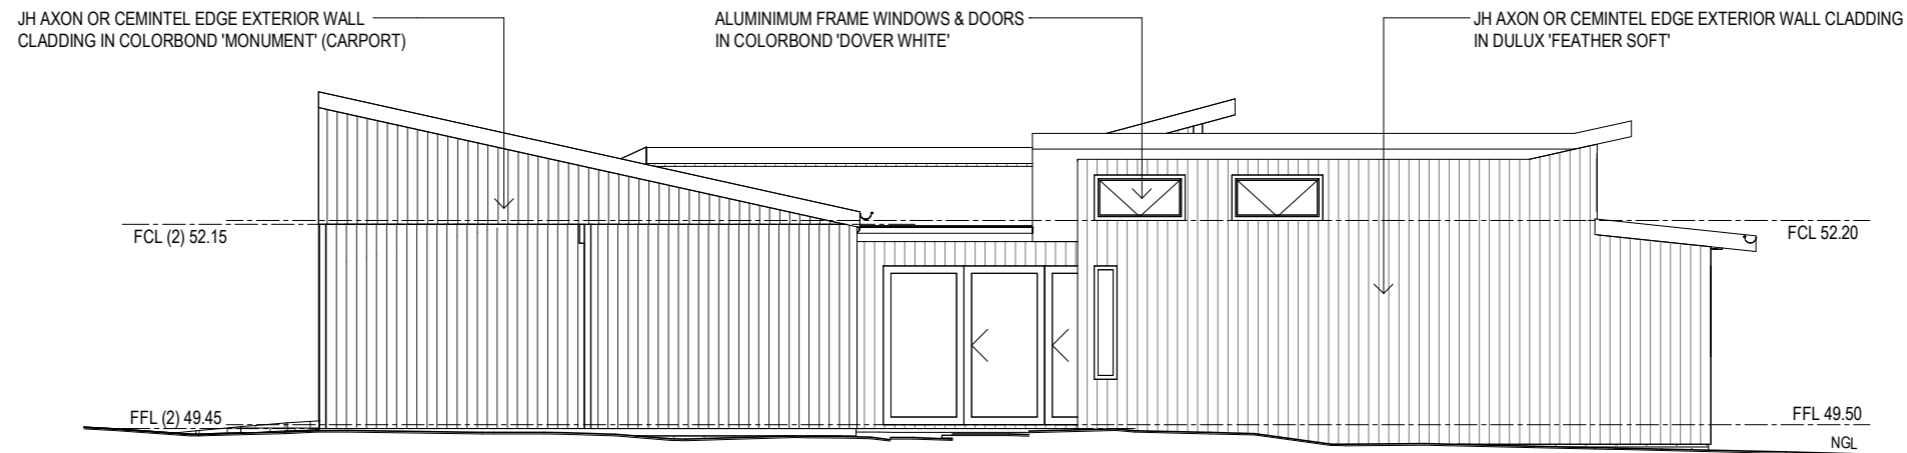 JH AXON OR CEMINTEL EDGE EXTERIOR WALL
CLADDING IN COLORBOND 'MONUMENT' (CARPORT)
ALUMINIMUM FRAME WINDOWS & DOORS
IN COLORBOND 'DOVER WHITE'
JH AXON OR CEMINTEL EDGE EXTERIOR WALL CLADDING
IN DULUX 'FEATHER SOFT'
FCL (2) 52.15
FCL 52.20
FFL (2) 49.45
FFL 49.50
NGL